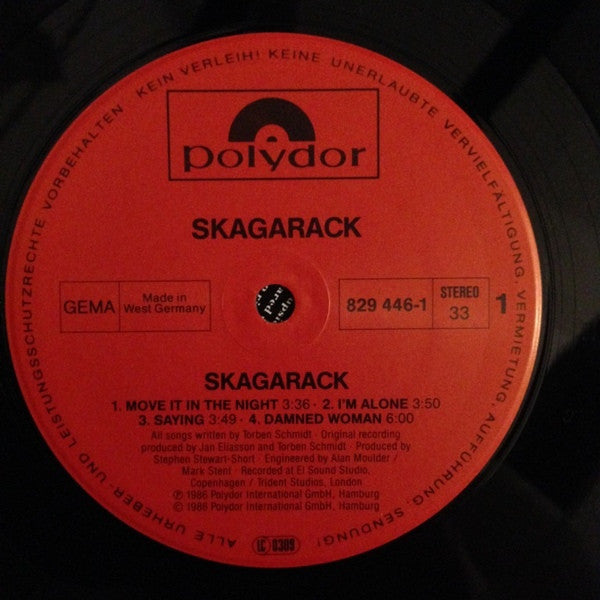 ALLE URHEBER- UND LEISTUNGSSCHUTZRECHTE VORBEHALTEN · KEIN VERLEIH! KEINE UNERLAUBTE VERVIELFÄLTIGUNG, VERMIETUNG AUFFÜHRUNG, SENDUNG!
polydor
SKAGARACK
GEMA Made in West Germany 829 446-1 STEREO 33 1
SKAGARACK
1. MOVE IT IN THE NIGHT 3:36 · 2. I'M ALONE 3:50
3. SAYING 3:49 · 4. DAMNED WOMAN 6:00
All songs written by Torben Schmidt · Original recording
produced by Jan Eliasson and Torben Schmidt · Produced by
Stephen Stewart-Short · Engineered by Alan Moulder /
Mark Stent · Recorded at El Sound Studio,
Copenhagen / Trident Studios, London
Ⓟ 1986 Polydor International GmbH, Hamburg
© 1986 Polydor International GmbH, Hamburg
LC 0309